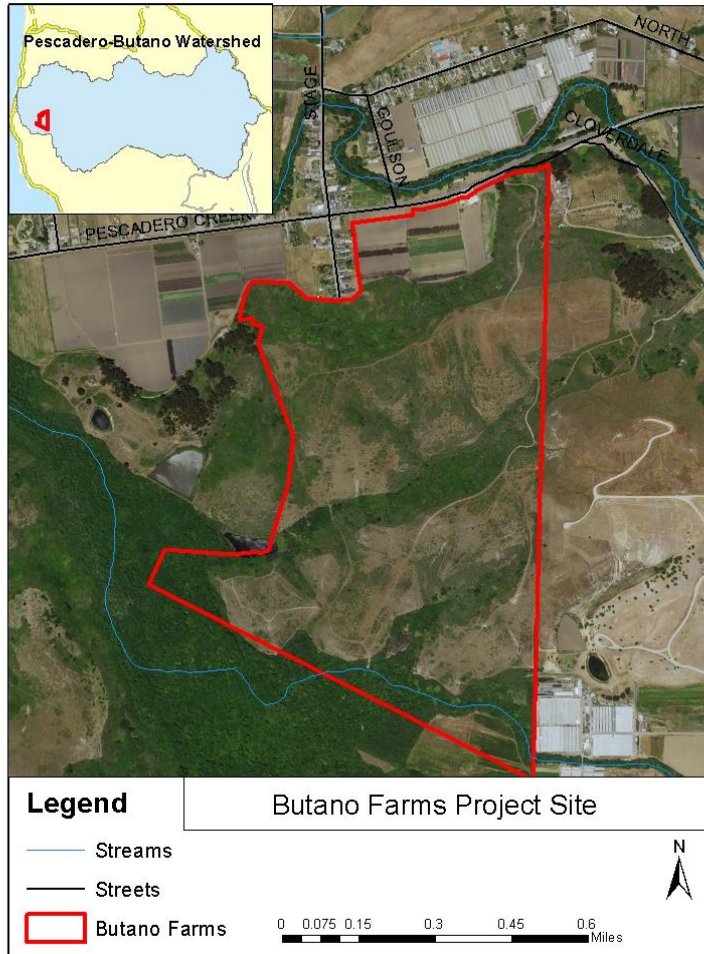 Pescadero-Butano Watershed
NORTH
STAGE
GOULSON
CLOVERDALE
PESCADERO CREEK
Legend
Butano Farms Project Site
Streams
Streets
Butano Farms
N
0 0.075 0.15 0.3 0.45 0.6
Miles